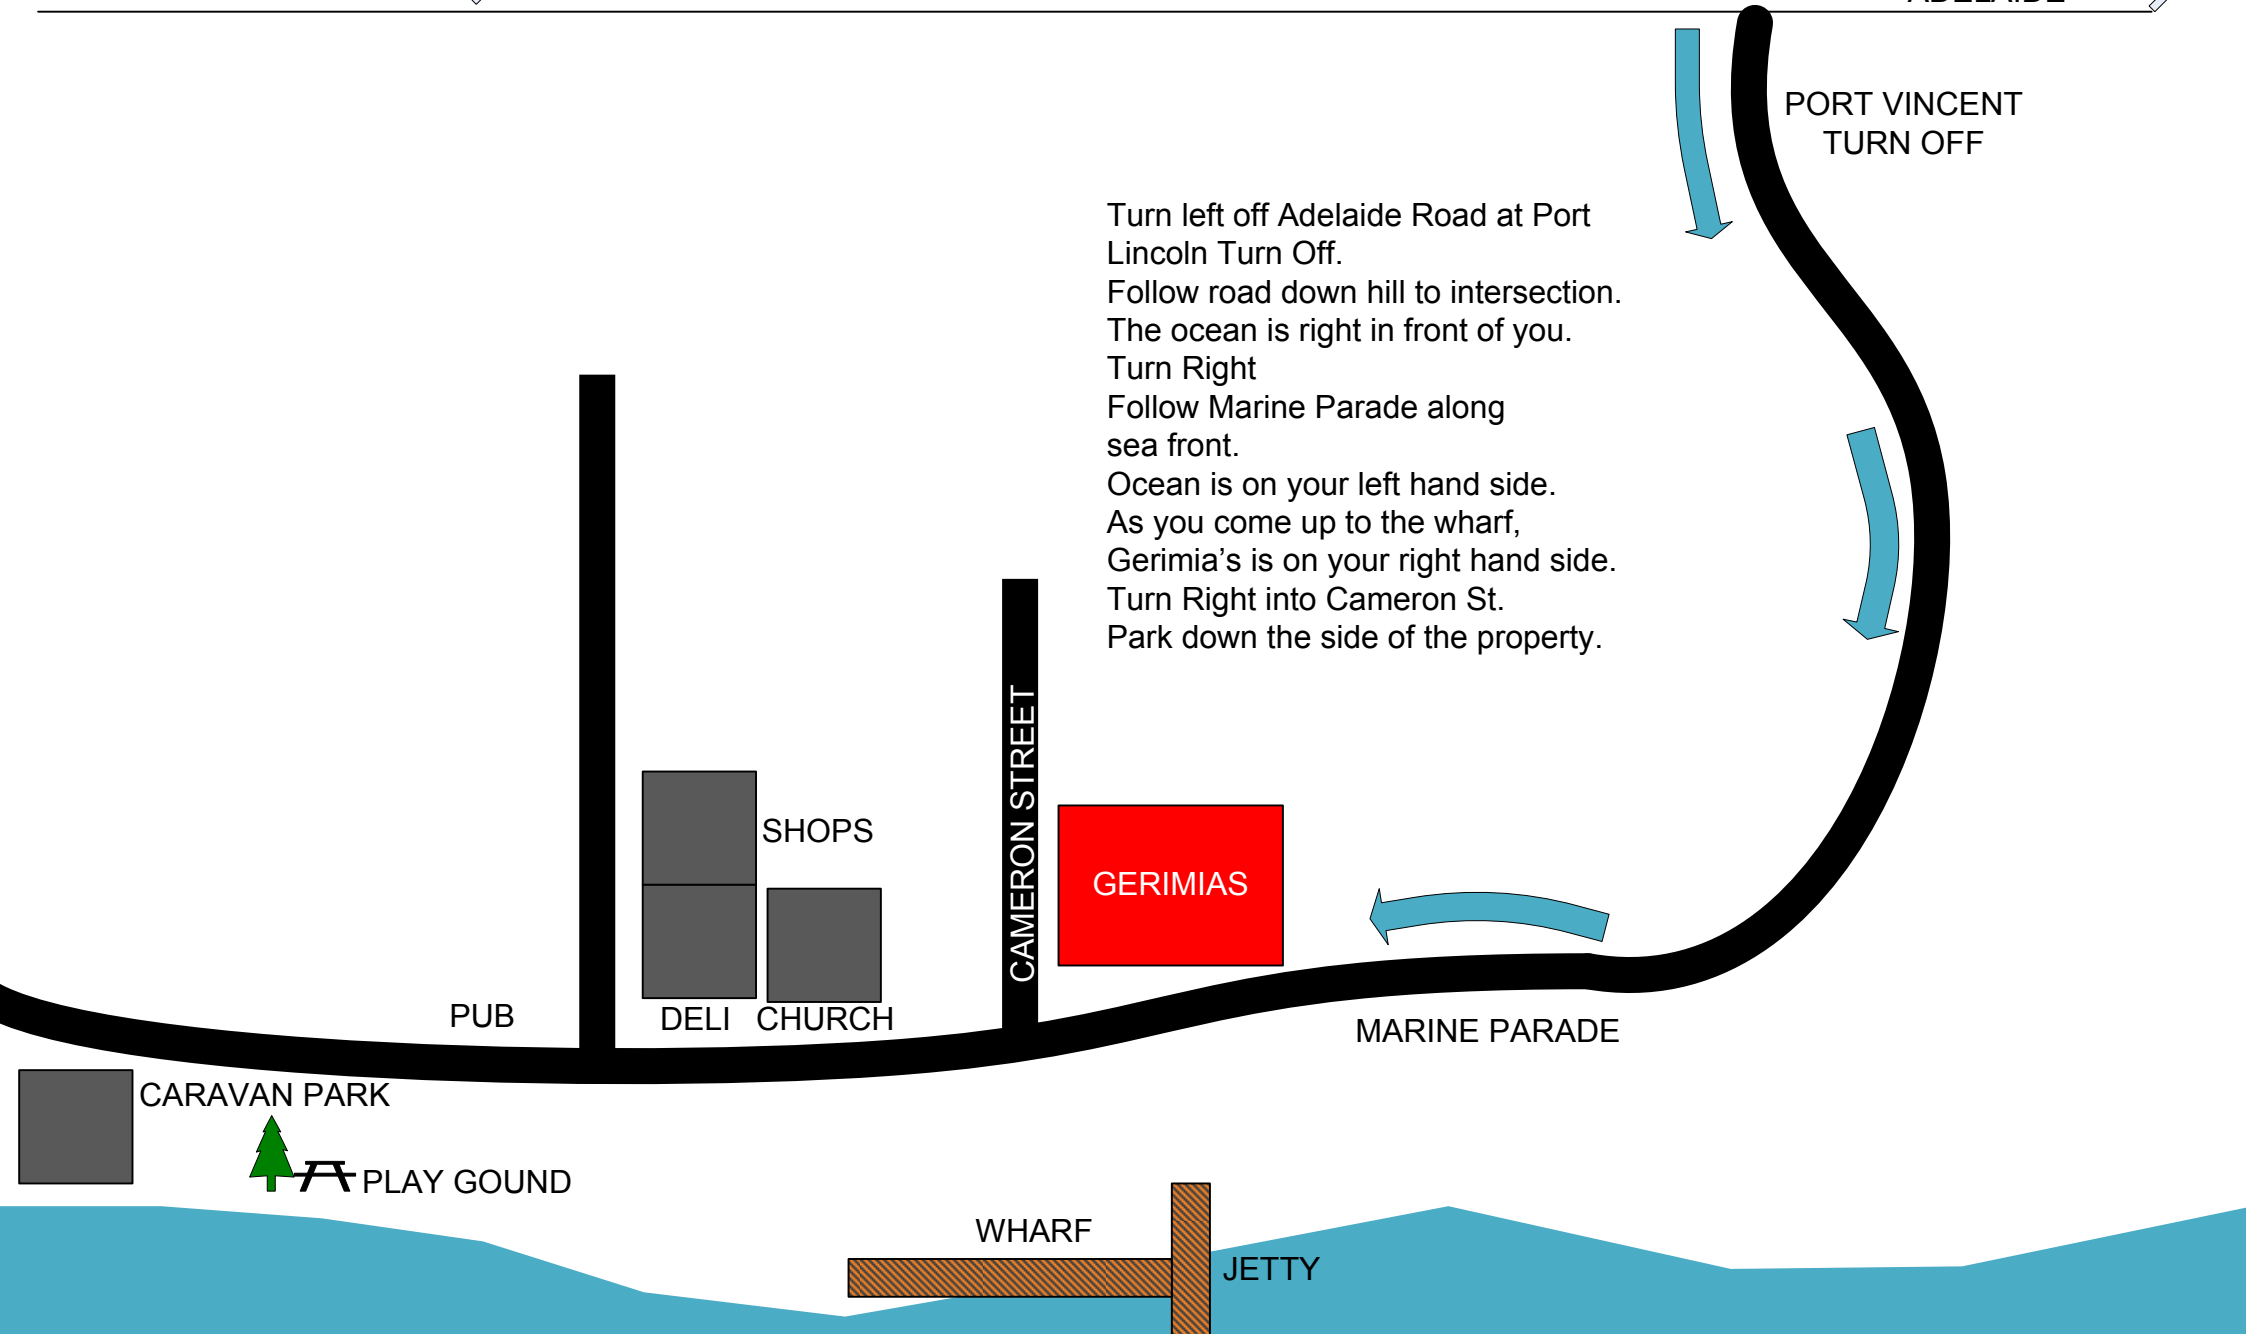 ADELAIDE
PORT VINCENT
TURN OFF
Turn left off Adelaide Road at Port
Lincoln Turn Off.
Follow road down hill to intersection.
The ocean is right in front of you.
Turn Right
Follow Marine Parade along
sea front.
Ocean is on your left hand side.
As you come up to the wharf,
Gerimia’s is on your right hand side.
Turn Right into Cameron St.
Park down the side of the property.
CAMERON STREET
SHOPS
GERIMIAS
PUB
DELI
CHURCH
MARINE PARADE
CARAVAN PARK
PLAY GOUND
WHARF
JETTY